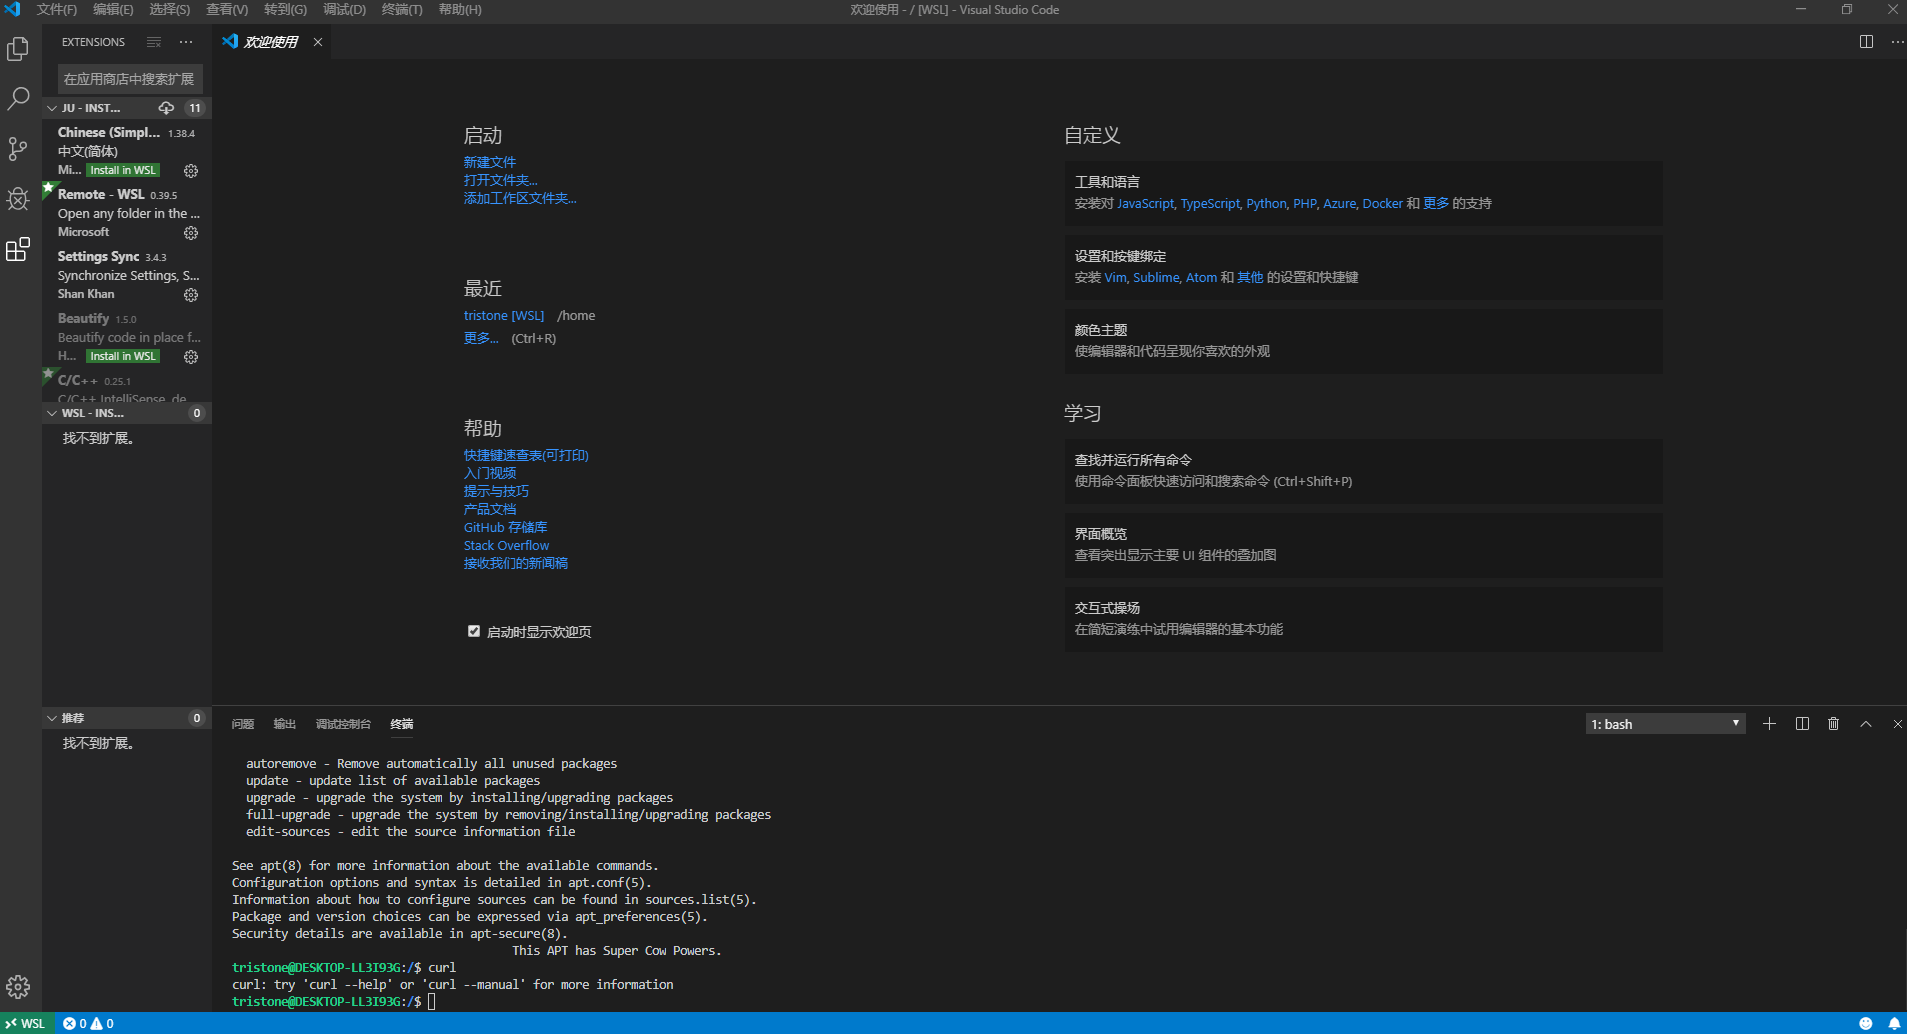 文件(F) 编辑(E) 选择(S) 查看(V) 转到(G) 调试(D) 终端(T) 帮助(H) 欢迎使用 - / [WSL] - Visual Studio Code
EXTENSIONS
在应用商店中搜索扩展
JU - INST... 11
Chinese (Simpl... 1.38.4
中文(简体)
Mi... Install in WSL
Remote - WSL 0.39.5
Open any folder in the ...
Microsoft
Settings Sync 3.4.3
Synchronize Settings, S...
Shan Khan
Beautify 1.5.0
Beautify code in place f...
H... Install in WSL
C/C++ 0.25.1
C/C++ IntelliSense, de
WSL - INS... 0
找不到扩展。
推荐 0
找不到扩展。
欢迎使用
启动
新建文件
打开文件夹...
添加工作区文件夹...
最近
tristone [WSL] /home
更多... (Ctrl+R)
帮助
快捷键速查表(可打印)
入门视频
提示与技巧
产品文档
GitHub 存储库
Stack Overflow
接收我们的新闻稿
启动时显示欢迎页
自定义
工具和语言
安装对 JavaScript, TypeScript, Python, PHP, Azure, Docker 和 更多 的支持
设置和按键绑定
安装 Vim, Sublime, Atom 和 其他 的设置和快捷键
颜色主题
使编辑器和代码呈现你喜欢的外观
学习
查找并运行所有命令
使用命令面板快速访问和搜索命令 (Ctrl+Shift+P)
界面概览
查看突出显示主要 UI 组件的叠加图
交互式操场
在简短演练中试用编辑器的基本功能
问题 输出 调试控制台 终端 1: bash
autoremove - Remove automatically all unused packages
update - update list of available packages
upgrade - upgrade the system by installing/upgrading packages
full-upgrade - upgrade the system by removing/installing/upgrading packages
edit-sources - edit the source information file
See apt(8) for more information about the available commands.
Configuration options and syntax is detailed in apt.conf(5).
Information about how to configure sources can be found in sources.list(5).
Package and version choices can be expressed via apt_preferences(5).
Security details are available in apt-secure(8).
This APT has Super Cow Powers.
tristone@DESKTOP-LL3I93G:/$ curl
curl: try 'curl --help' or 'curl --manual' for more information
tristone@DESKTOP-LL3I93G:/$
WSL 0 0